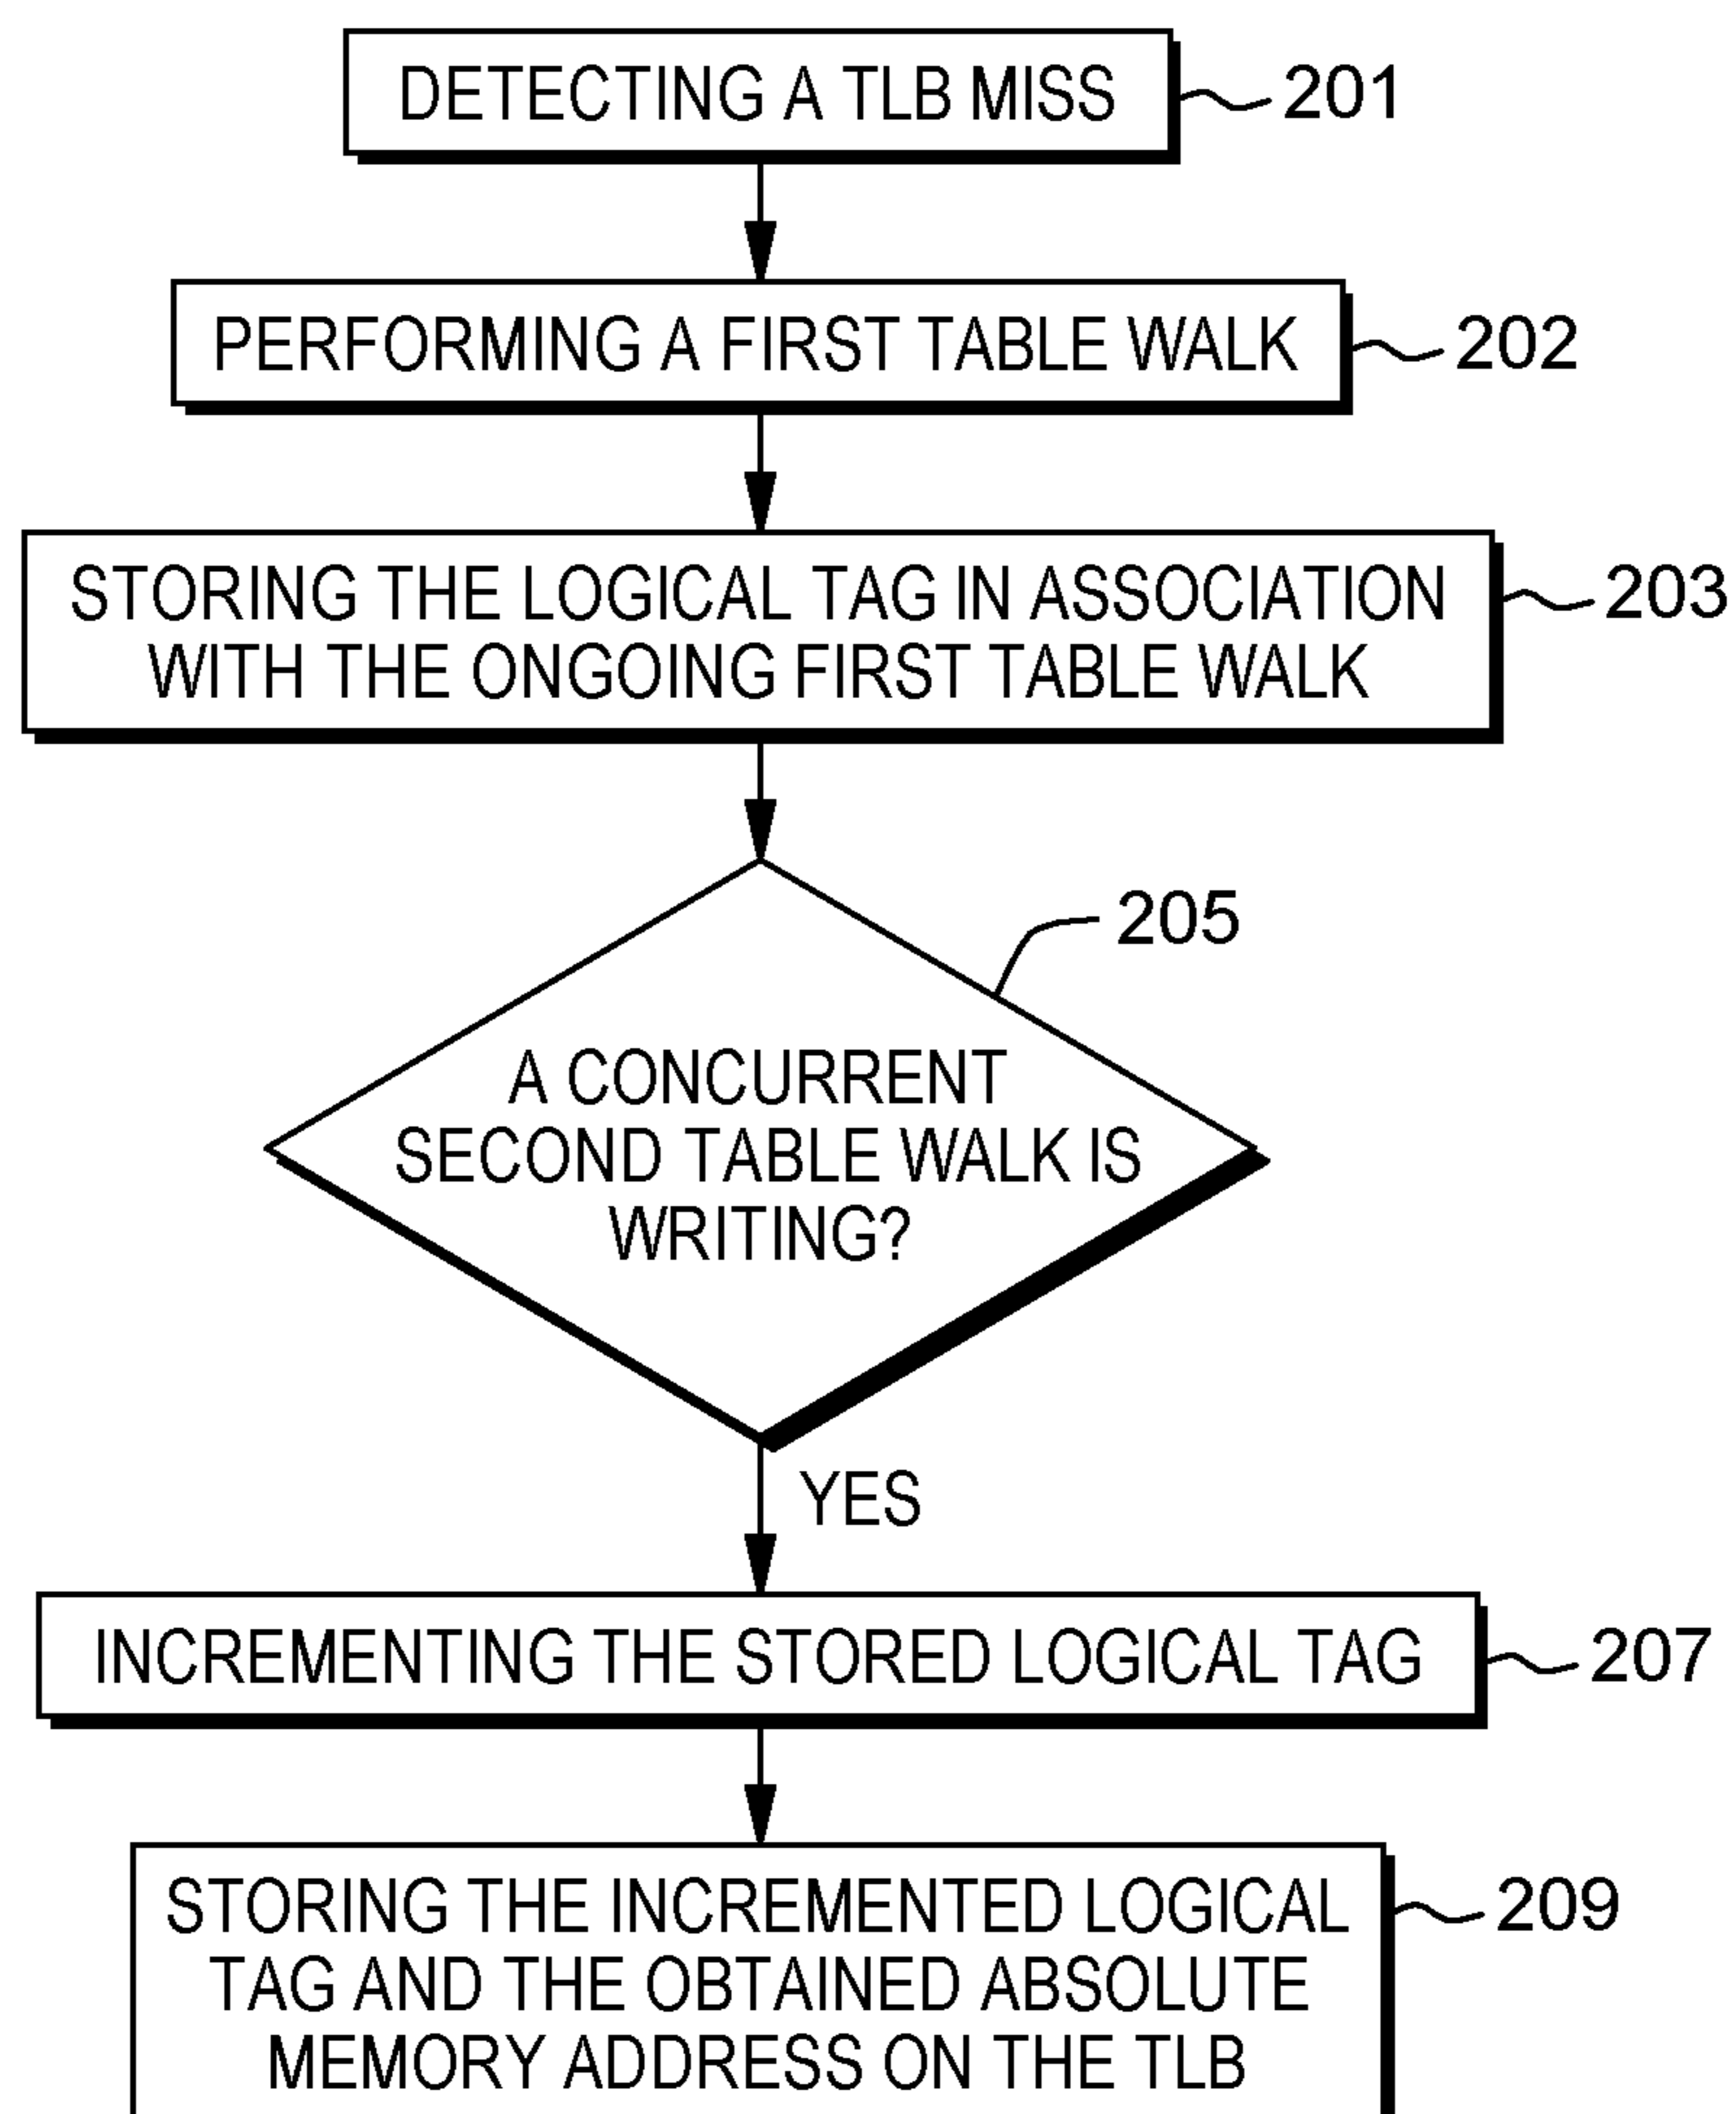 DETECTING A TLB MISS 201
PERFORMING A FIRST TABLE WALK 202
STORING THE LOGICAL TAG IN ASSOCIATION 203
WITH THE ONGOING FIRST TABLE WALK
205
A CONCURRENT
SECOND TABLE WALK IS
WRITING?
YES
INCREMENTING THE STORED LOGICAL TAG 207
STORING THE INCREMENTED LOGICAL 209
TAG AND THE OBTAINED ABSOLUTE
MEMORY ADDRESS ON THE TLB